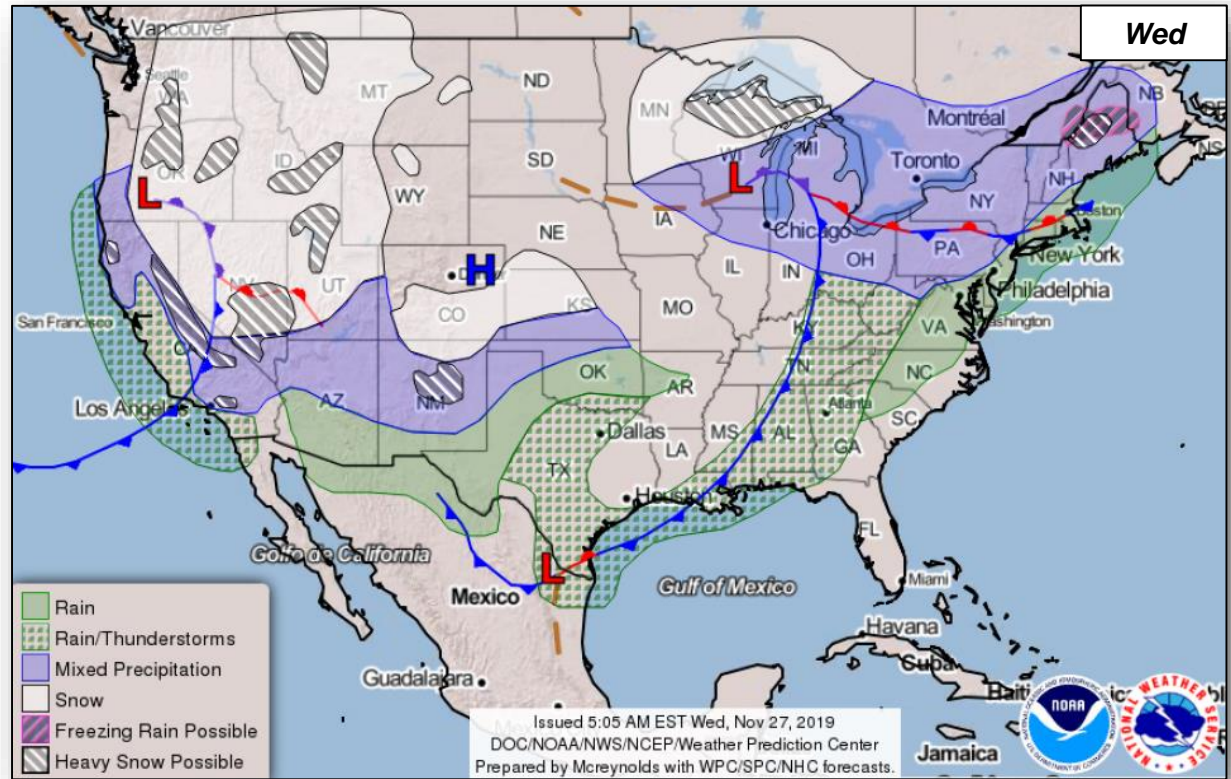 Wed
Vancouver
Seattle
WA
MT
ND
MN
Montréal
NB
NS
OR
ID
WY
SD
WI
MI
Toronto
NH
NY
L
L
IA
Boston
Chicago
PA
New York
NE
OH
Philadelphia
H
NV
UT
CO
KS
IL
IN
MO
VA
San Francisco
KY
OK
TN
NC
AR
Los Angeles
AZ
NM
Atlanta
SC
Dallas
MS
AL
GA
TX
LA
Houston
FL
Golfo de California
L
Mexico
Gulf of Mexico
Miami
Havana
Cuba
Guadalajara
Jamaica
Rain
Rain/Thunderstorms
Mixed Precipitation
Snow
Freezing Rain Possible
Heavy Snow Possible
Issued 5:05 AM EST Wed, Nov 27, 2019
DOC/NOAA/NWS/NCEP/Weather Prediction Center
Prepared by Mcreynolds with WPC/SPC/NHC forecasts.
NOAA
NATIONAL WEATHER SERVICE